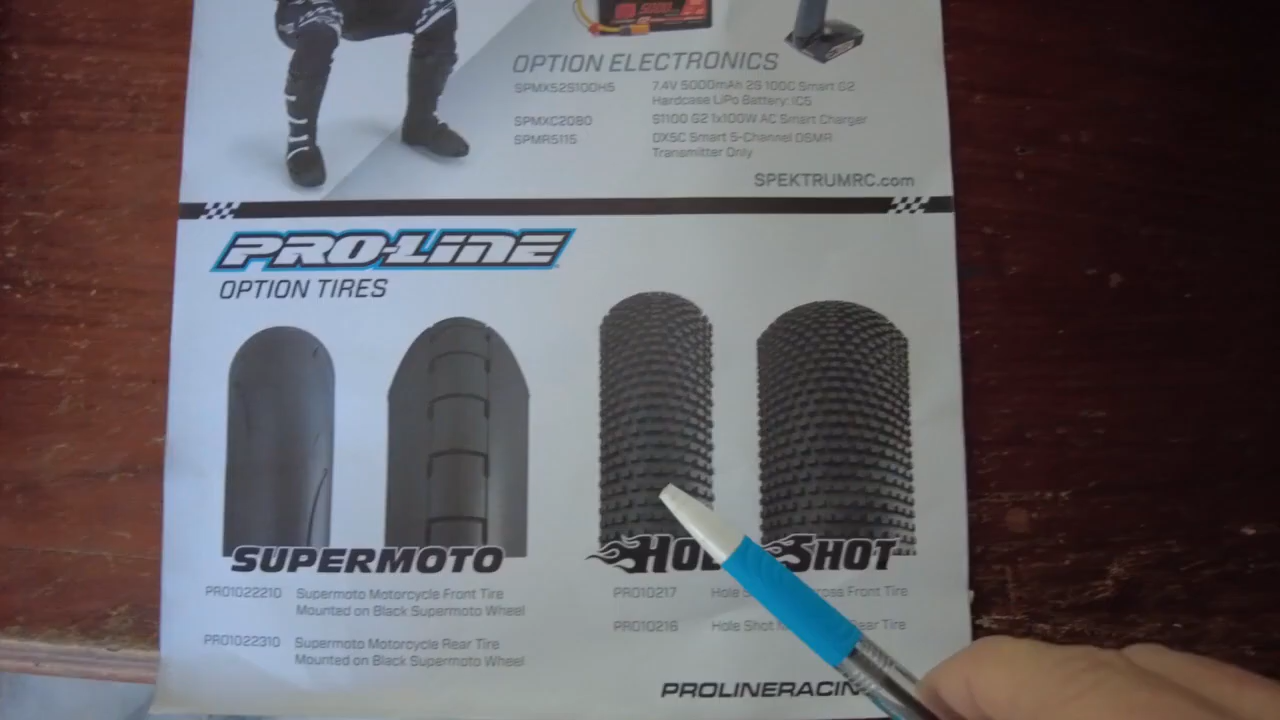 OPTION ELECTRONICS
SPMX52S100H5 7.4V 5000mAh 2S 100C Smart G2
Hardcase LiPo Battery: IC5
SPMXC2080 S1100 G2 1x100W AC Smart Charger
SPMR5115 DX5C Smart 5-Channel DSMR
Transmitter Only
SPEKTRUMRC.com
PRO-LINE
OPTION TIRES
SUPERMOTO
PRO1022210 Supermoto Motorcycle Front Tire
Mounted on Black Supermoto Wheel
PRO1022310 Supermoto Motorcycle Rear Tire
Mounted on Black Supermoto Wheel
HO SHOT
PRO10217 Hole Front Tire
PRO10218 Hole Shot Rear Tire
PROLINERACIN